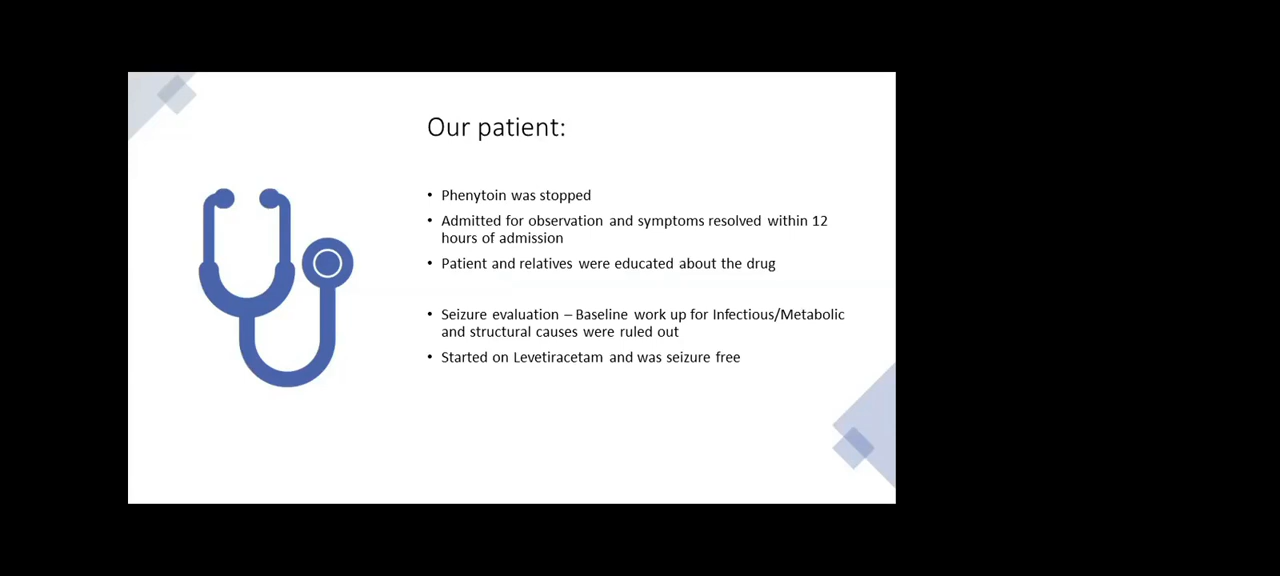 Our patient:
• Phenytoin was stopped
• Admitted for observation and symptoms resolved within 12
hours of admission
• Patient and relatives were educated about the drug
• Seizure evaluation – Baseline work up for Infectious/Metabolic
and structural causes were ruled out
• Started on Levetiracetam and was seizure free